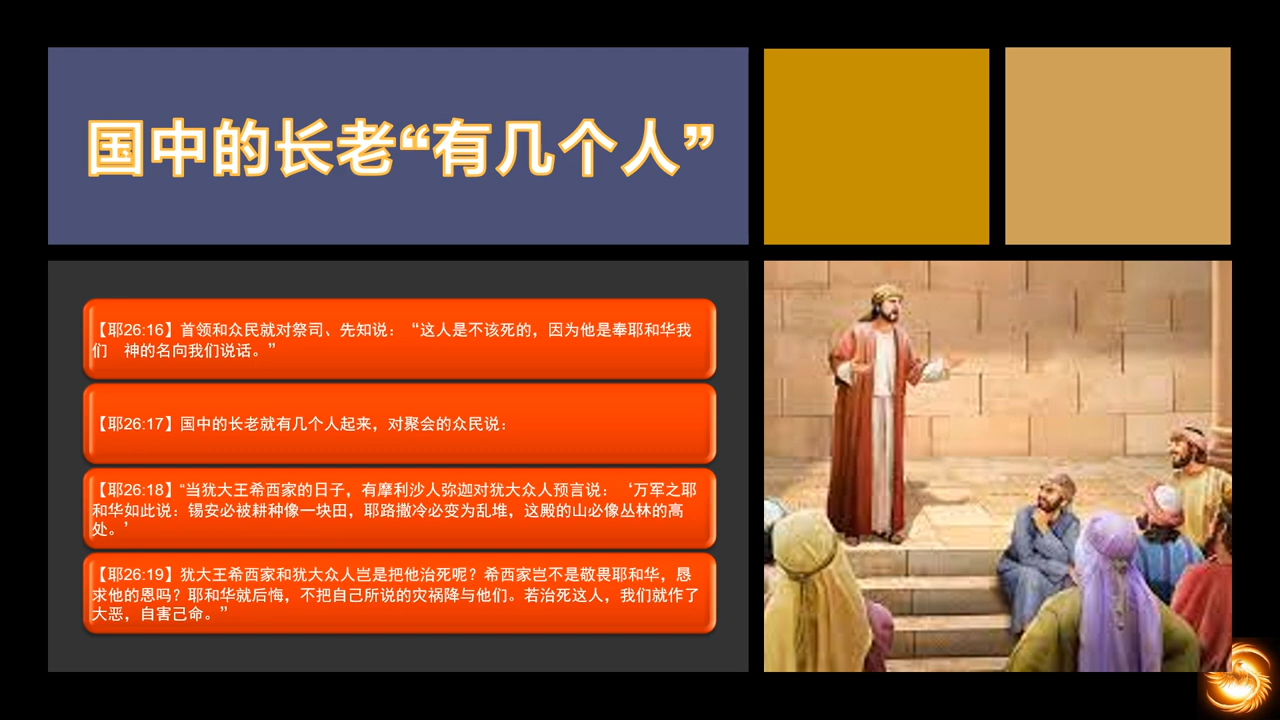 国中的长老“有几个人”
【耶26:16】首领和众民就对祭司、先知说：“这人是不该死的，因为他是奉耶和华我
们　神的名向我们说话。”
【耶26:17】国中的长老就有几个人起来，对聚会的众民说：
【耶26:18】“当犹大王希西家的日子，有摩利沙人弥迦对犹大众人预言说：‘万军之耶
和华如此说：锡安必被耕种像一块田，耶路撒冷必变为乱堆，这殿的山必像丛林的高
处。’
【耶26:19】犹大王希西家和犹大众人岂是把他治死呢？希西家岂不是敬畏耶和华，恳
求他的恩吗？耶和华就后悔，不把自己所说的灾祸降与他们。若治死这人，我们就作了
大恶，自害己命。”